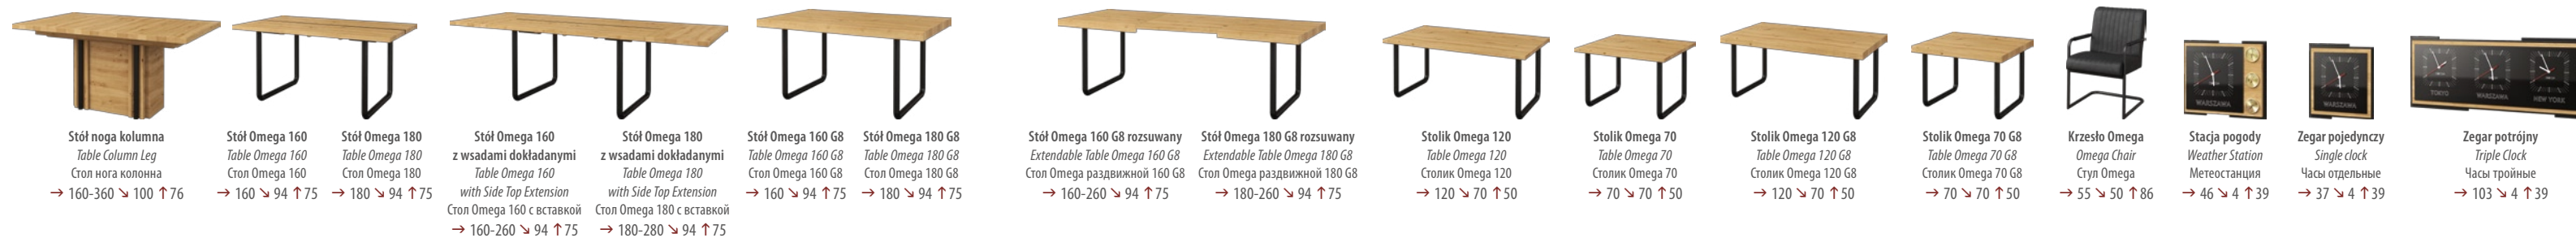 Stół noga kolumna
Table Column Leg
Стол нога колонна
→ 160-360 ↘ 100 ↑76
Stół Omega 160
Table Omega 160
Стол Omega 160
→ 160 ↘ 94 ↑75
Stół Omega 180
Table Omega 180
Стол Omega 180
→ 180 ↘ 94 ↑75
Stół Omega 160
z wsadami dokładanymi
Table Omega 160
with Side Top Extension
Стол Omega 160 с вставкой
→ 160-260 ↘ 94 ↑75
Stół Omega 180
z wsadami dokładanymi
Table Omega 180
with Side Top Extension
Стол Omega 180 с вставкой
→ 180-280 ↘ 94 ↑75
Stół Omega 160 G8
Table Omega 160 G8
Стол Omega 160 G8
→ 160 ↘ 94 ↑75
Stół Omega 180 G8
Table Omega 180 G8
Стол Omega 180 G8
→ 180 ↘ 94 ↑75
Stół Omega 160 G8 rozsuwany
Extendable Table Omega 160 G8
Стол Omega раздвижной 160 G8
→ 160-260 ↘ 94 ↑75
Stół Omega 180 G8 rozsuwany
Extendable Table Omega 180 G8
Стол Omega раздвижной 180 G8
→ 180-260 ↘ 94 ↑75
Stolik Omega 120
Table Omega 120
Столик Omega 120
→ 120 ↘ 70 ↑50
Stolik Omega 70
Table Omega 70
Столик Omega 70
→ 70 ↘ 70 ↑50
Stolik Omega 120 G8
Table Omega 120 G8
Столик Omega 120 G8
→ 120 ↘ 70 ↑50
Stolik Omega 70 G8
Table Omega 70 G8
Столик Omega 70 G8
→ 70 ↘ 70 ↑50
Krzesło Omega
Omega Chair
Стул Omega
→ 55 ↘ 50 ↑86
WARSZAWA
Stacja pogody
Weather Station
Метеостанция
→ 46 ↘ 4 ↑39
WARSZAWA
Zegar pojedynczy
Single clock
Часы отдельные
→ 37 ↘ 4 ↑39
TOKYO
WARSZAWA
NEW YORK
Zegar potrójny
Triple Clock
Часы тройные
→ 103 ↘ 4 ↑39